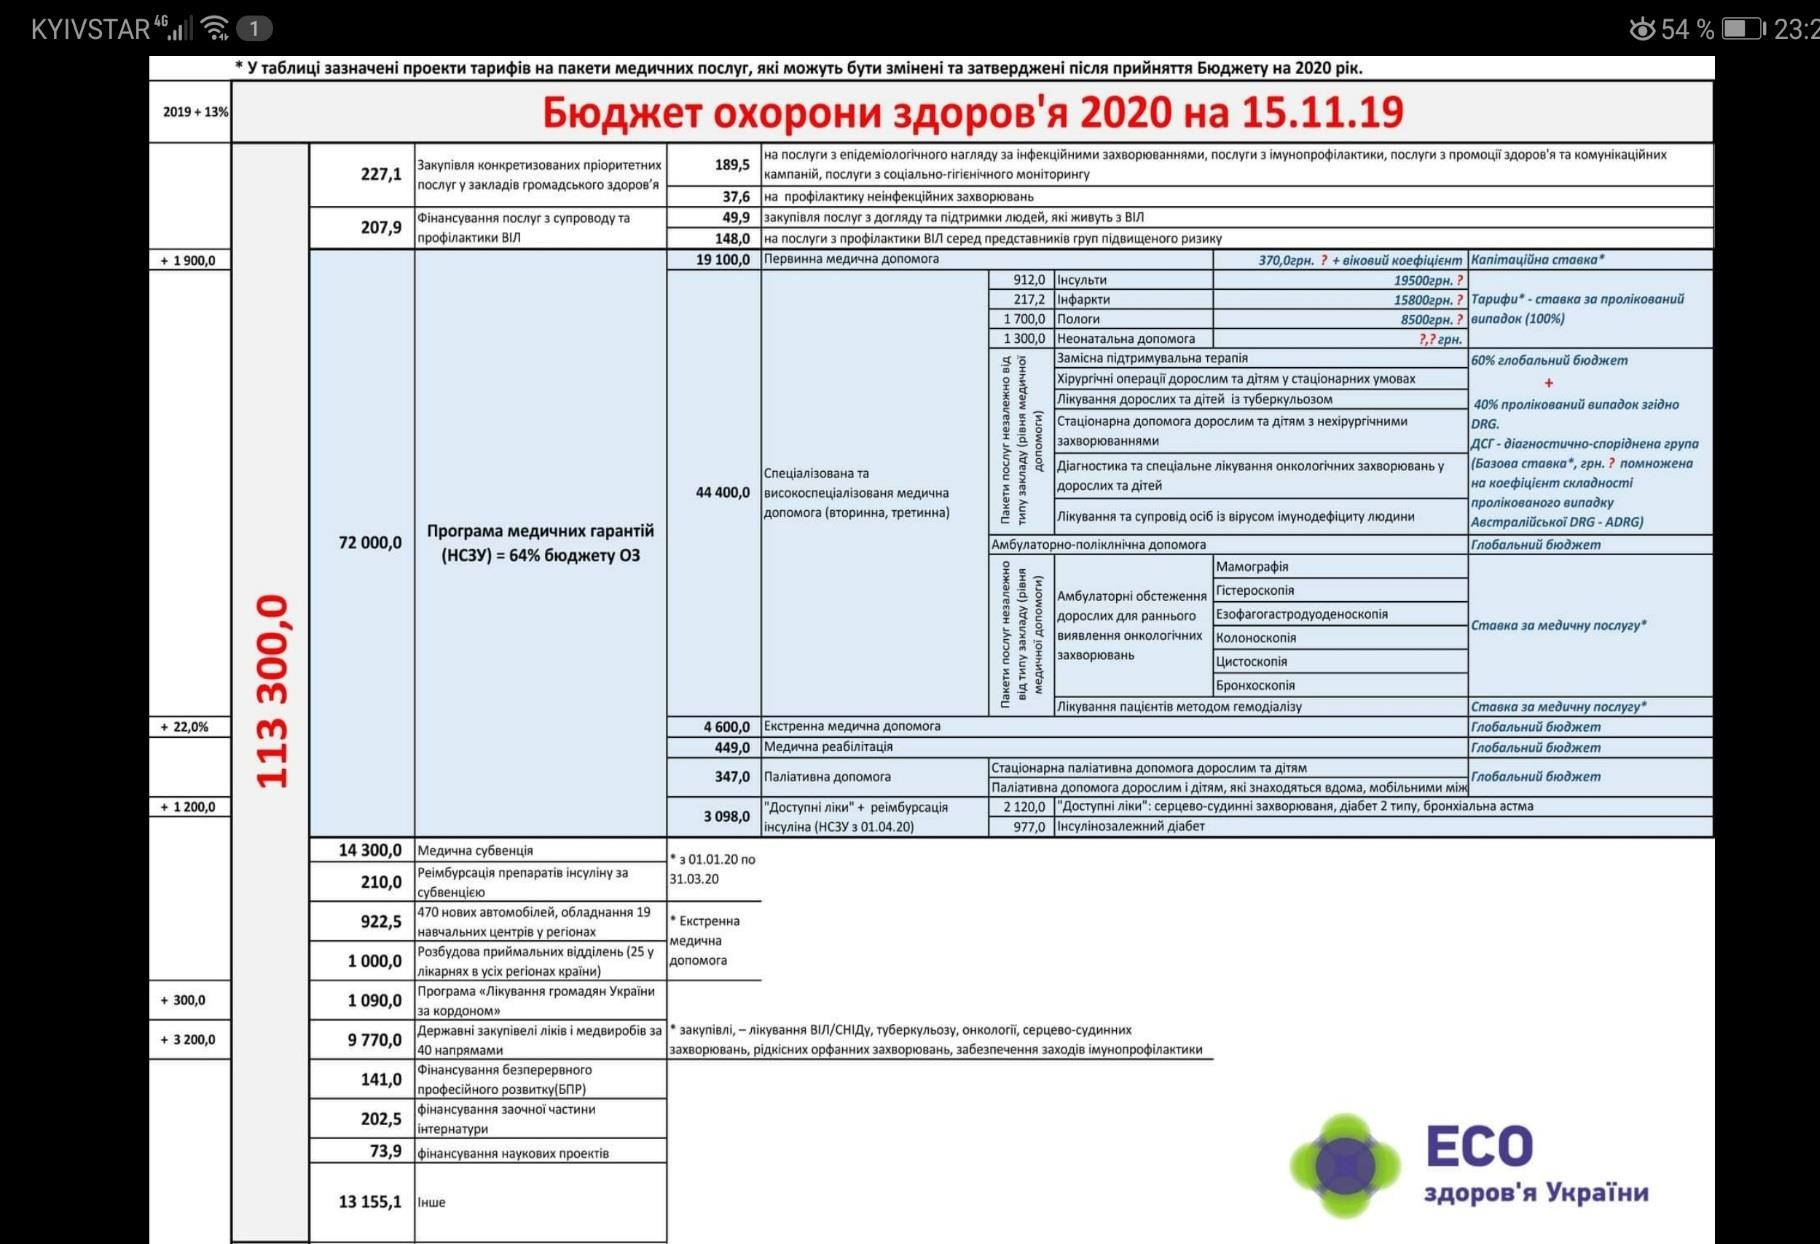 KYIVSTAR 4G 1 54 % 23:2
* У таблиці зазначені проекти тарифів на пакети медичних послуг, які можуть бути змінені та затверджені після прийняття Бюджету на 2020 рік.
2019 + 13%
Бюджет охорони здоров'я 2020 на 15.11.19
113 300,0
227,1
Закупівля конкретизованих пріоритетних
послуг у закладів громадського здоров'я
189,5
на послуги з епідеміологічного нагляду за інфекційними захворюваннями, послуги з імунопрофілактики, послуги з промоції здоров'я та комунікаційних
кампаній, послуги з соціально-гігієнічного моніторингу
37,6
на профілактику неінфекційних захворювань
207,9
Фінансування послуг з супроводу та
профілактики ВІЛ
49,9
закупівля послуг з догляду та підтримки людей, які живуть з ВІЛ
148,0
на послуги з профілактики ВІЛ серед представників груп підвищеного ризику
+ 1 900,0
72 000,0
Програма медичних гарантій
(НСЗУ) = 64% бюджету ОЗ
19 100,0
Первинна медична допомога
370,0грн. ? + віковий коефіцієнт
Капітаційна ставка*
44 400,0
Спеціалізована та
високоспеціалізованя медична
допомога (вторинна, третинна)
912,0
Інсульти
19500грн. ?
217,2
Інфаркти
15800грн. ?
1 700,0
Пологи
8500грн. ?
1 300,0
Неонатальна допомога
?,? грн.
Тарифи* - ставка за пролікований
випадок (100%)
Пакети послуг незалежно від
типу закладу (рівня медичної
допомоги)
Замісна підтримувальна терапія
Хірургічні операції дорослим та дітям у стаціонарних умовах
Лікування дорослих та дітей із туберкульозом
Стаціонарна допомога дорослим та дітям з нехірургічними
захворюваннями
Діагностика та спеціальне лікування онкологічних захворювань у
дорослих та дітей
Лікування та супровід осіб із вірусом імунодефіциту людини
60% глобальний бюджет
+
40% пролікований випадок згідно
DRG.
ДСГ - діагностично-споріднена група
(Базова ставка*, грн. ? помножена
на коефіцієнт складності
пролікованого випадку
Австралійської DRG - ADRG)
Амбулаторно-поліклінічна допомога
Глобальний бюджет
Пакети послуг незалежно
від типу закладу (рівня
медичної допомоги)
Амбулаторні обстеження
дорослих для раннього
виявлення онкологічних
захворювань
Мамографія
Гістероскопія
Езофагогастродуоденоскопія
Колоноскопія
Цистоскопія
Бронхоскопія
Ставка за медичну послугу*
Лікування пацієнтів методом гемодіалізу
Ставка за медичну послугу*
+ 22,0%
4 600,0
Екстренна медична допомога
Глобальний бюджет
449,0
Медична реабілітація
Глобальний бюджет
347,0
Паліативна допомога
Стаціонарна паліативна допомога дорослим та дітям
Паліативна допомога дорослим і дітям, які знаходяться вдома, мобільними між
Глобальний бюджет
+ 1 200,0
3 098,0
"Доступні ліки" + реімбурсація
інсуліна (НСЗУ з 01.04.20)
2 120,0
"Доступні ліки": серцево-судинні захворюваня, діабет 2 типу, бронхіальна астма
977,0
Інсулінозалежний діабет
14 300,0
Медична субвенція
* з 01.01.20 по
31.03.20
210,0
Реімбурсація препаратів інсуліну за
субвенцією
922,5
470 нових автомобілей, обладнання 19
навчальних центрів у регіонах
* Екстренна
медична
допомога
1 000,0
Розбудова приймальних відділень (25 у
лікарнях в усіх регіонах країни)
+ 300,0
1 090,0
Програма «Лікування громадян України
за кордоном»
+ 3 200,0
9 770,0
Державні закупівелі ліків і медвиробів за
40 напрямами
* закупівлі, – лікування ВІЛ/СНІДу, туберкульозу, онкології, серцево-судинних
захворювань, рідкісних орфанних захворювань, забезпечення заходів імунопрофілактики
141,0
Фінансування безперервного
професійного розвитку(БПР)
202,5
фінансування заочної частини
інтернатури
73,9
фінансування наукових проектів
13 155,1
Інше
ЕСО
здоров'я України